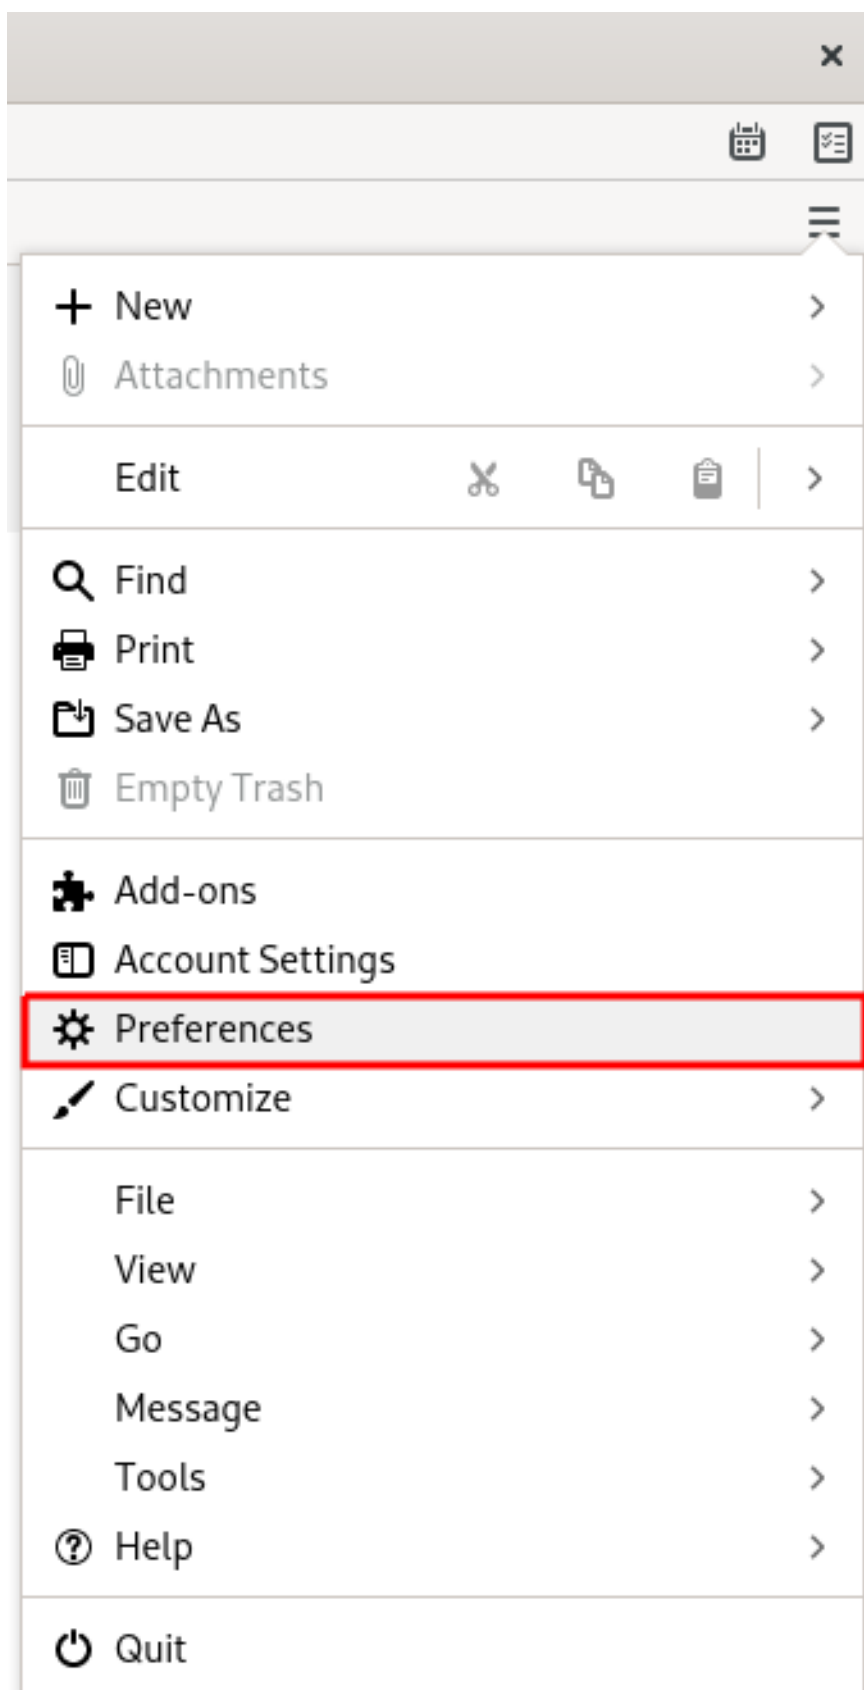 New
Attachments
Edit
Find
Print
Save As
Empty Trash
Add-ons
Account Settings
Preferences
Customize
File
View
Go
Message
Tools
Help
Quit